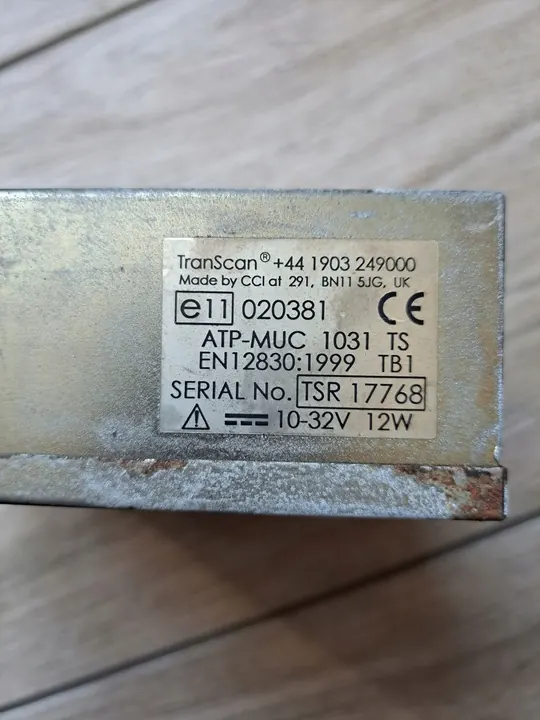 TranScan® +44 1903 249000
Made by CCI at 291, BN11 5JG, UK
e11 020381 CE
ATP-MUC 1031 TS
EN12830:1999 TB1
SERIAL No. TSR 17768
10-32V 12W